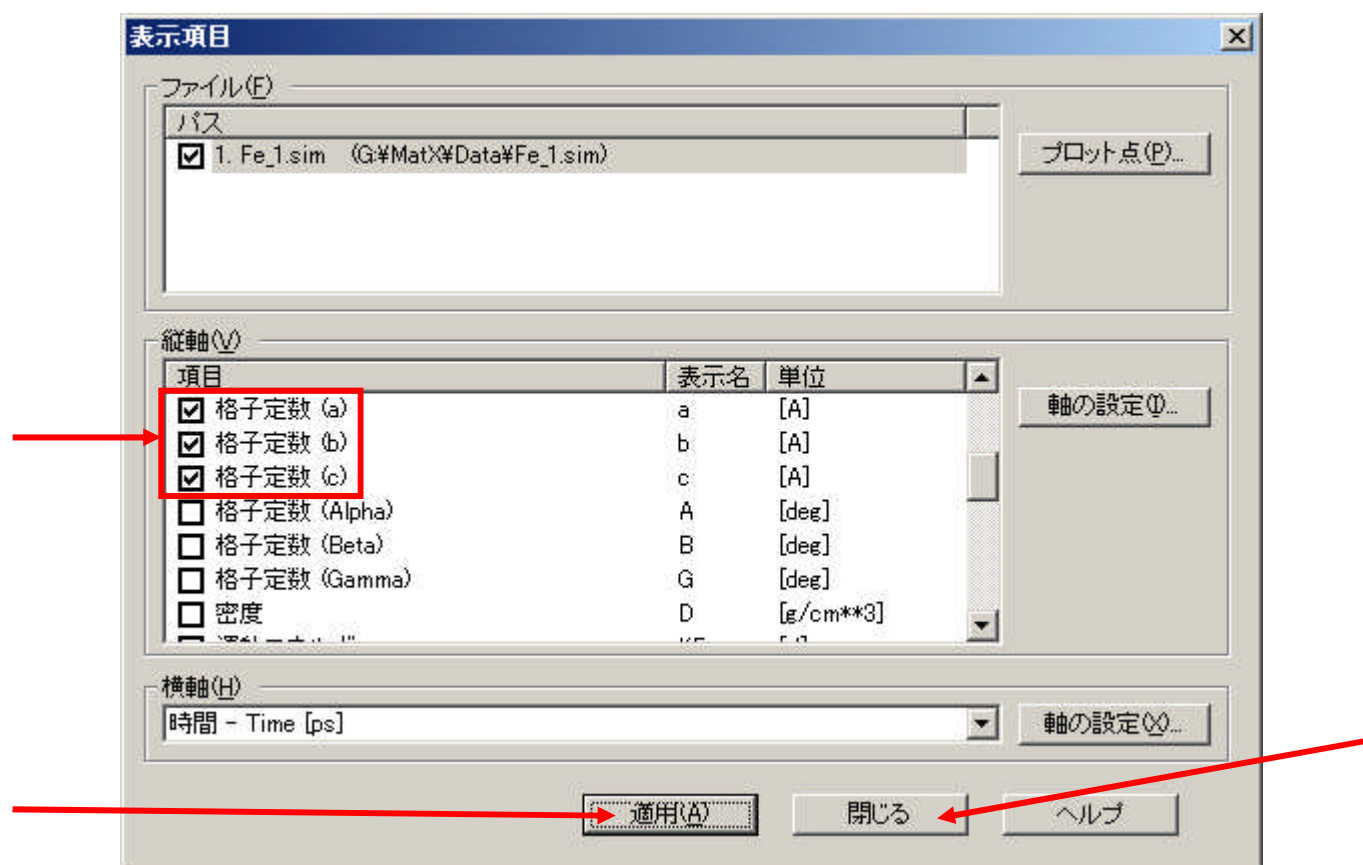 表示項目
ファイル(F)
パス
1. Fe_1.sim (G:¥MatX¥Data¥Fe_1.sim)
プロット点(P)...
縦軸(V)
項目 表示名 単位
格子定数 (a) a [A]
格子定数 (b) b [A]
格子定数 (c) c [A]
格子定数 (Alpha) A [deg]
格子定数 (Beta) B [deg]
格子定数 (Gamma) G [deg]
密度 D [g/cm**3]
軸の設定(I)...
横軸(H)
時間 - Time [ps]
軸の設定(X)...
適用(A)
閉じる
ヘルプ